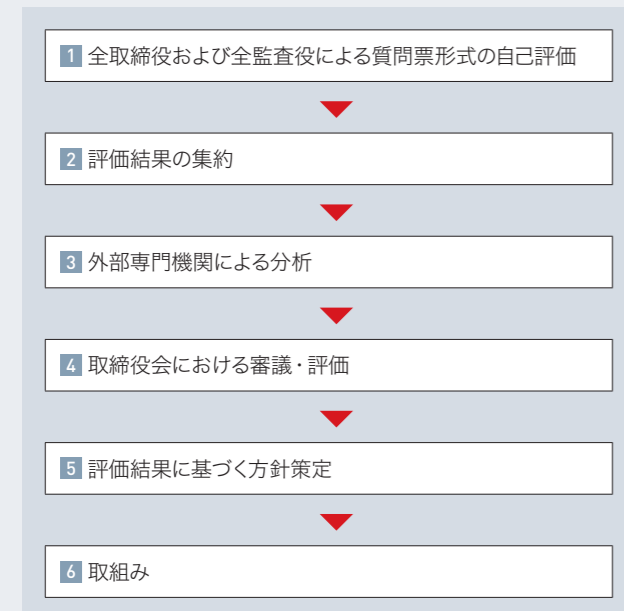 1 全取締役および全監査役による質問票形式の自己評価
2 評価結果の集約
3 外部専門機関による分析
4 取締役会における審議・評価
5 評価結果に基づく方針策定
6 取組み